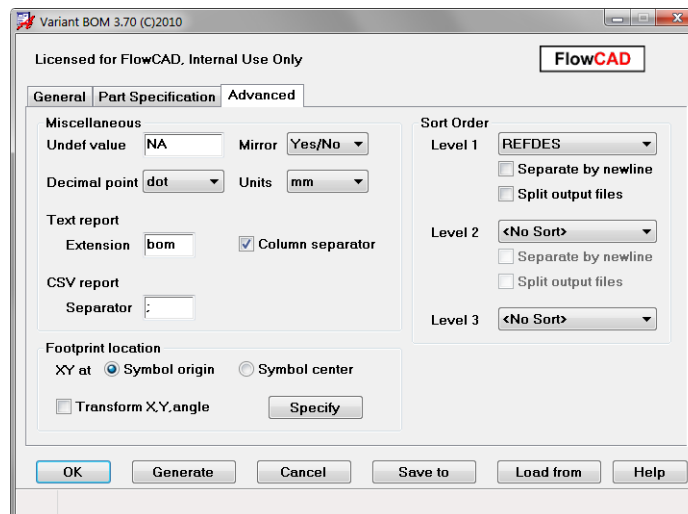 Variant BOM 3.70 (C)2010
Licensed for FlowCAD, Internal Use Only
FlowCAD
General Part Specification Advanced
Miscellaneous
Undef value NA Mirror Yes/No
Decimal point dot Units mm
Text report
Extension bom Column separator
CSV report
Separator ;
Footprint location
XY at Symbol origin Symbol center
Transform X,Y,angle Specify
Sort Order
Level 1 REFDES
Separate by newline
Split output files
Level 2 <No Sort>
Separate by newline
Split output files
Level 3 <No Sort>
OK Generate Cancel Save to Load from Help